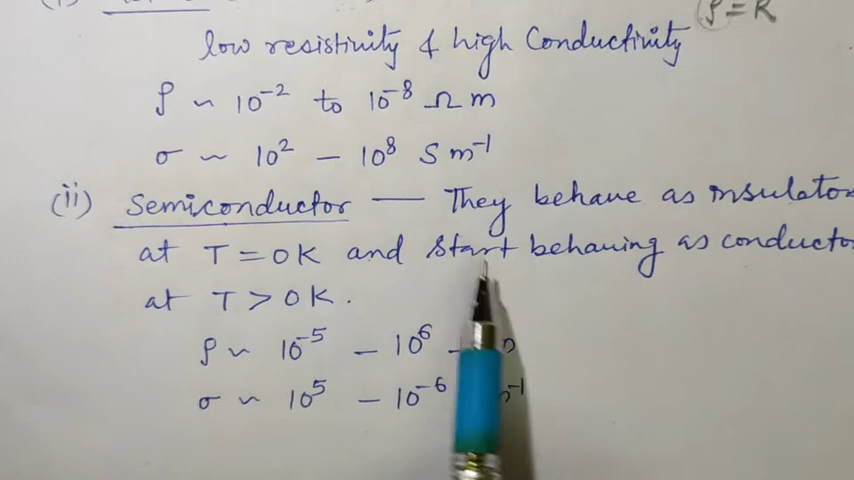 (i)
ρ = R
low resistivity & high Conductivity
ρ ~ 10⁻² to 10⁻⁸ Ω m
σ ~ 10² – 10⁸ S m⁻¹
(ii) Semiconductor — They behave as insulator
at T = 0K and start behaving as conductor
at T > 0K.
ρ ~ 10⁻⁵ – 10⁶
σ ~ 10⁵ – 10⁻⁶